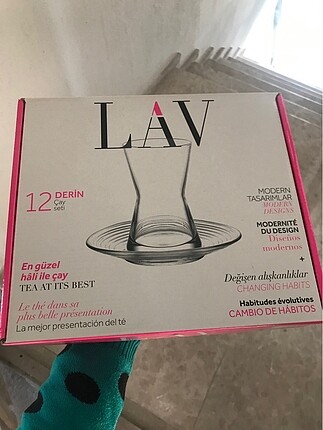 LAV
12 DERİN
Çay
seti
En güzel
hâli ile çay
TEA AT ITS BEST
Le thé dans sa
plus belle présentation
La mejor presentación del té
MODERN
TASARIMLAR
MODERN
DESIGNS
MODERNITÉ
DU DESIGN
Diseños
modernos
+
Değişen alışkanlıklar
CHANGING HABITS
Habitudes évolutives
CAMBIO DE HÁBITOS